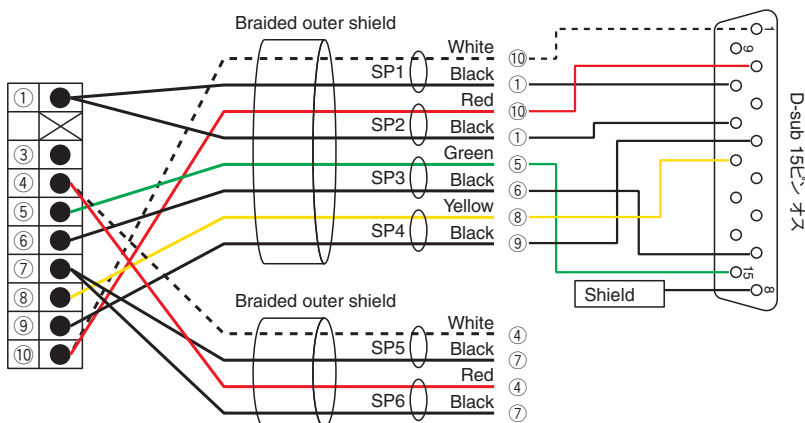 Braided outer shield
White
⑩
1
SP1
Black
①
9
Red
⑩
SP2
Black
①
Green
⑤
SP3
Black
⑥
Yellow
⑧
SP4
Black
⑨
①
③
④
⑤
⑥
⑦
⑧
⑨
⑩
15
8
Shield
D-sub 15ピン オス
Braided outer shield
White
④
SP5
Black
⑦
Red
④
SP6
Black
⑦